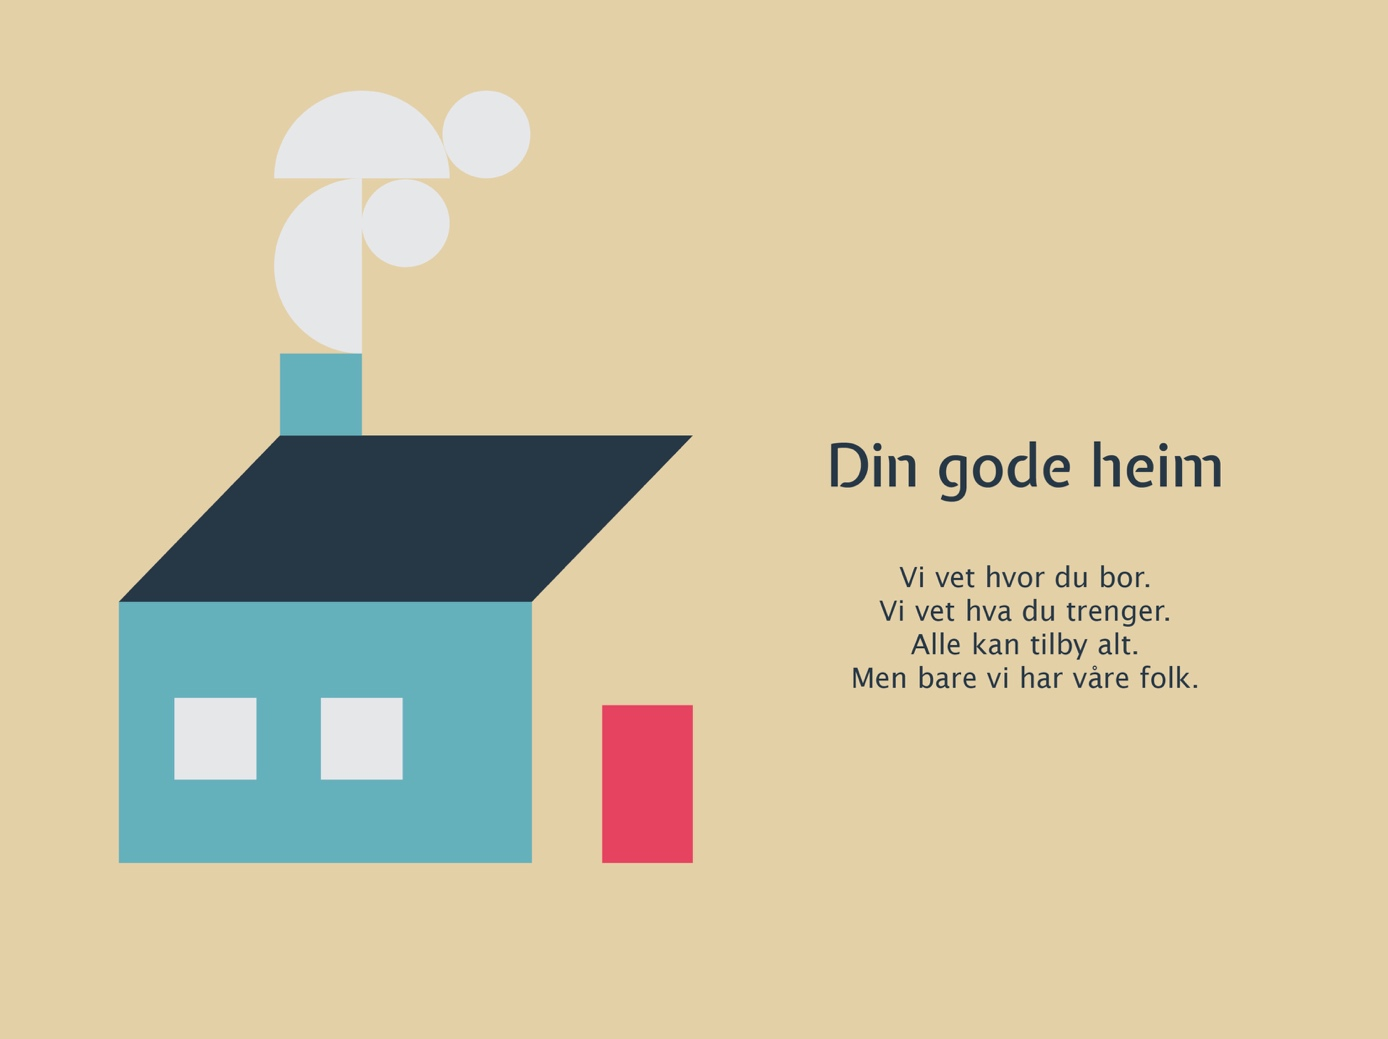 Din gode heim
Vi vet hvor du bor.
Vi vet hva du trenger.
Alle kan tilby alt.
Men bare vi har våre folk.